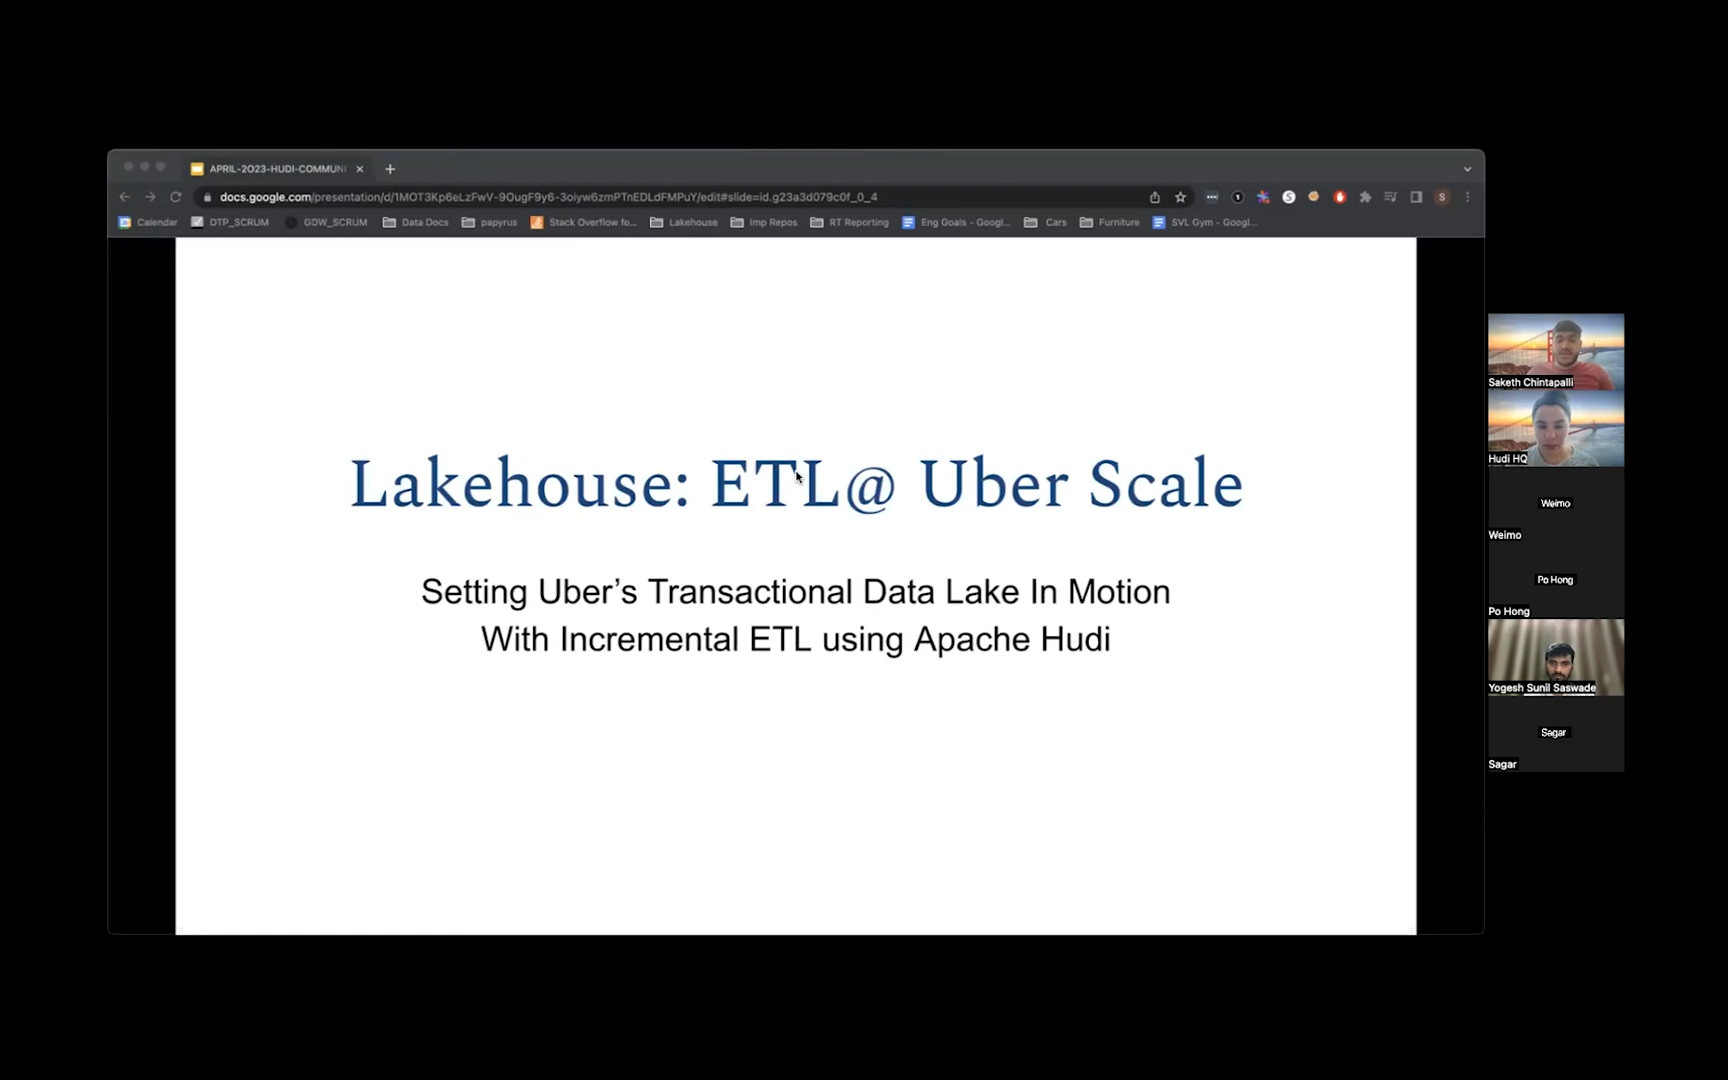 APRIL-2023-HUDI-COMMUNI
docs.google.com/presentation/d/1MOT3Kp6eLzFwV-9OugF9y6-3oiyw6zmPTnEDLdFMPuY/edit#slide=id.g23a3d079c0f_0_4
S
S
Calendar DTP_SCRUM GDW_SCRUM Data Docs papyrus Stack Overflow fo... Lakehouse Imp Repos RT Reporting Eng Goals - Googl... Cars Furniture SVL Gym - Googl...
Lakehouse: ETL@ Uber Scale
Setting Uber’s Transactional Data Lake In Motion
With Incremental ETL using Apache Hudi
Saketh Chintapalli
Hudi HQ
Weimo
Weimo
Po Hong
Po Hong
Yogesh Sunil Saswade
Sagar
Sagar